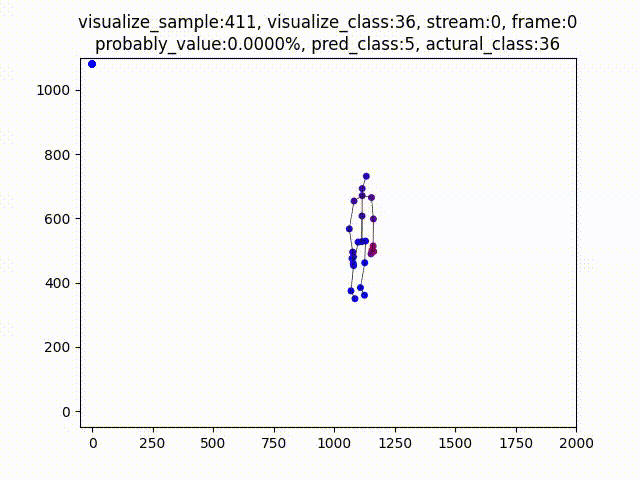 visualize_sample:411, visualize_class:36, stream:0, frame:0
probably_value:0.0000%, pred_class:5, actural_class:36
1000
800
600
400
200
0
0 250 500 750 1000 1250 1500 1750 2000